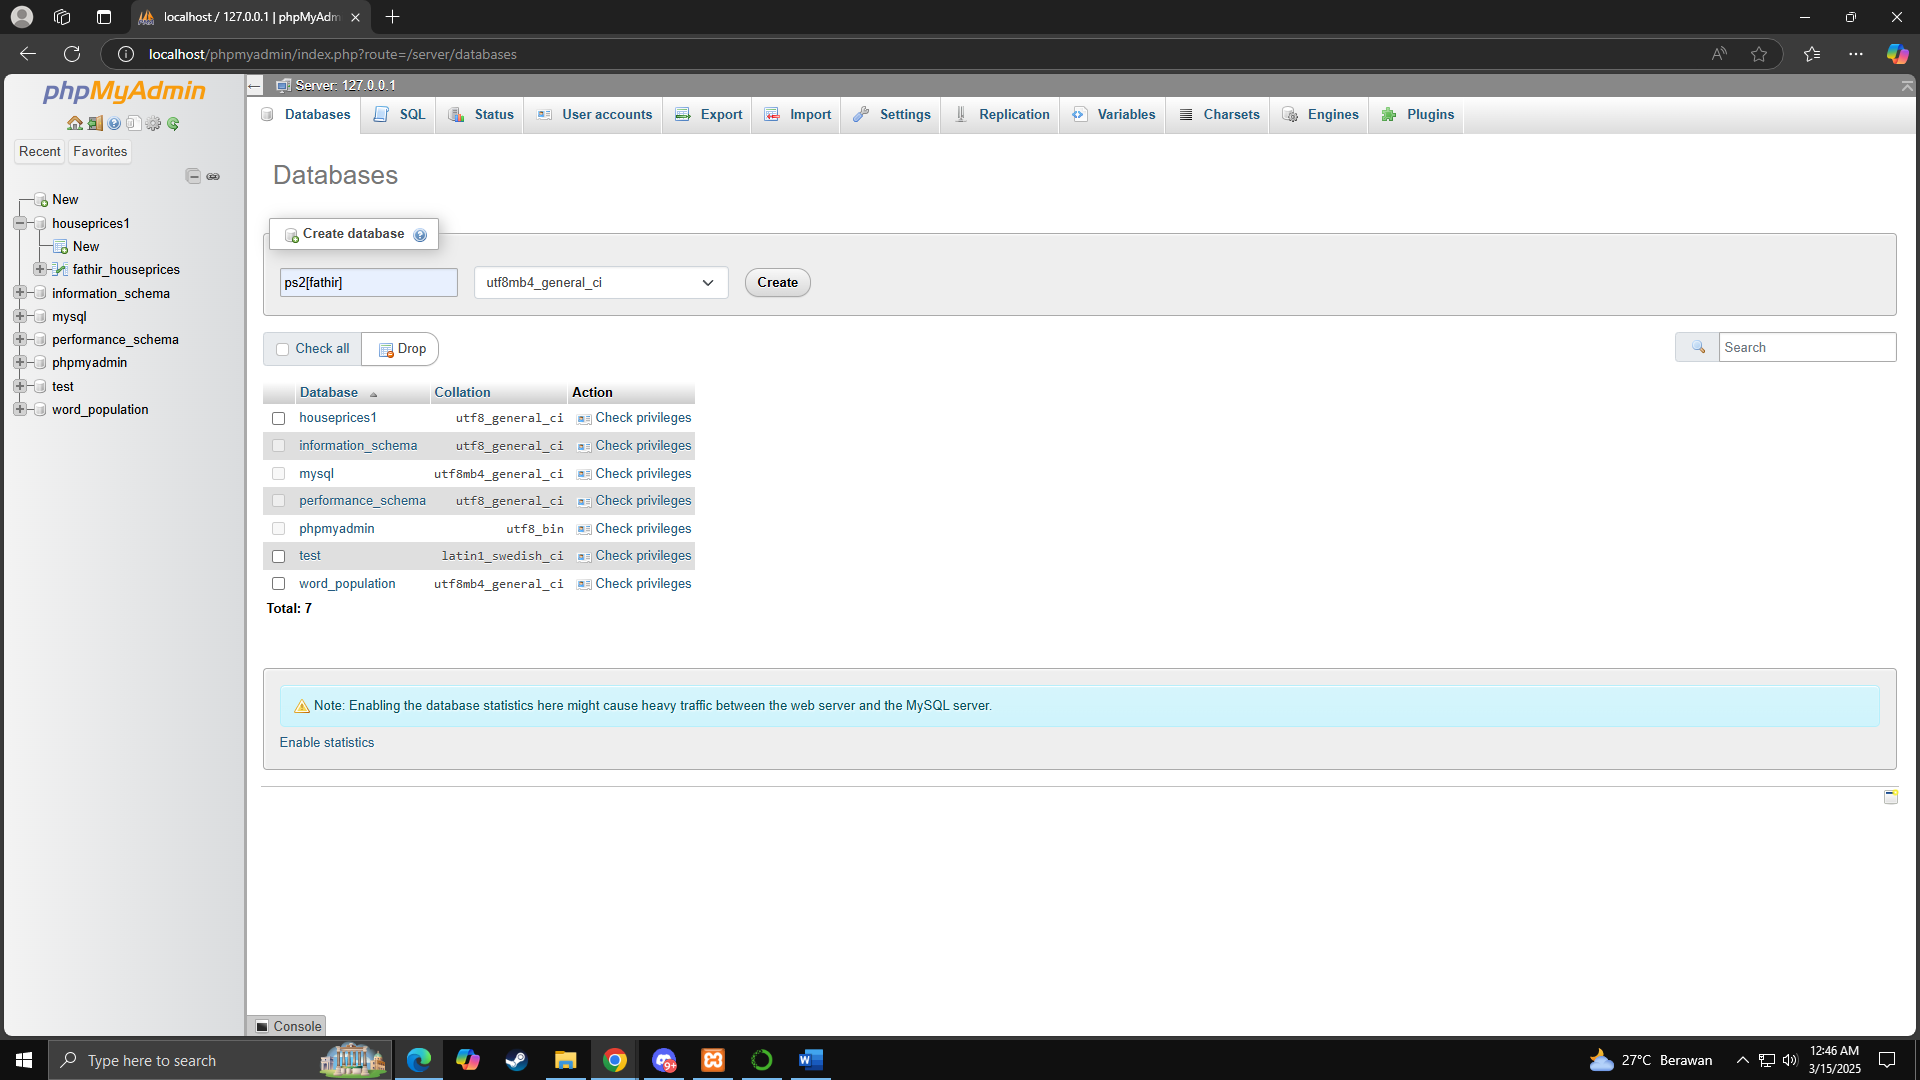 localhost / 127.0.0.1 | phpMyAdm
localhost/phpmyadmin/index.php?route=/server/databases
phpMyAdmin
Recent Favorites
New
houseprices1
New
fathir_houseprices
information_schema
mysql
performance_schema
phpmyadmin
test
word_population
Server: 127.0.0.1
Databases SQL Status User accounts Export Import Settings Replication Variables Charsets Engines Plugins
Databases
Create database
ps2[fathir] utf8mb4_general_ci Create
Check all Drop Search
Database Collation Action
houseprices1 utf8_general_ci Check privileges
information_schema utf8_general_ci Check privileges
mysql utf8mb4_general_ci Check privileges
performance_schema utf8_general_ci Check privileges
phpmyadmin utf8_bin Check privileges
test latin1_swedish_ci Check privileges
word_population utf8mb4_general_ci Check privileges
Total: 7
Note: Enabling the database statistics here might cause heavy traffic between the web server and the MySQL server.
Enable statistics
Console
Type here to search
9+
27°C Berawan
12:46 AM
3/15/2025